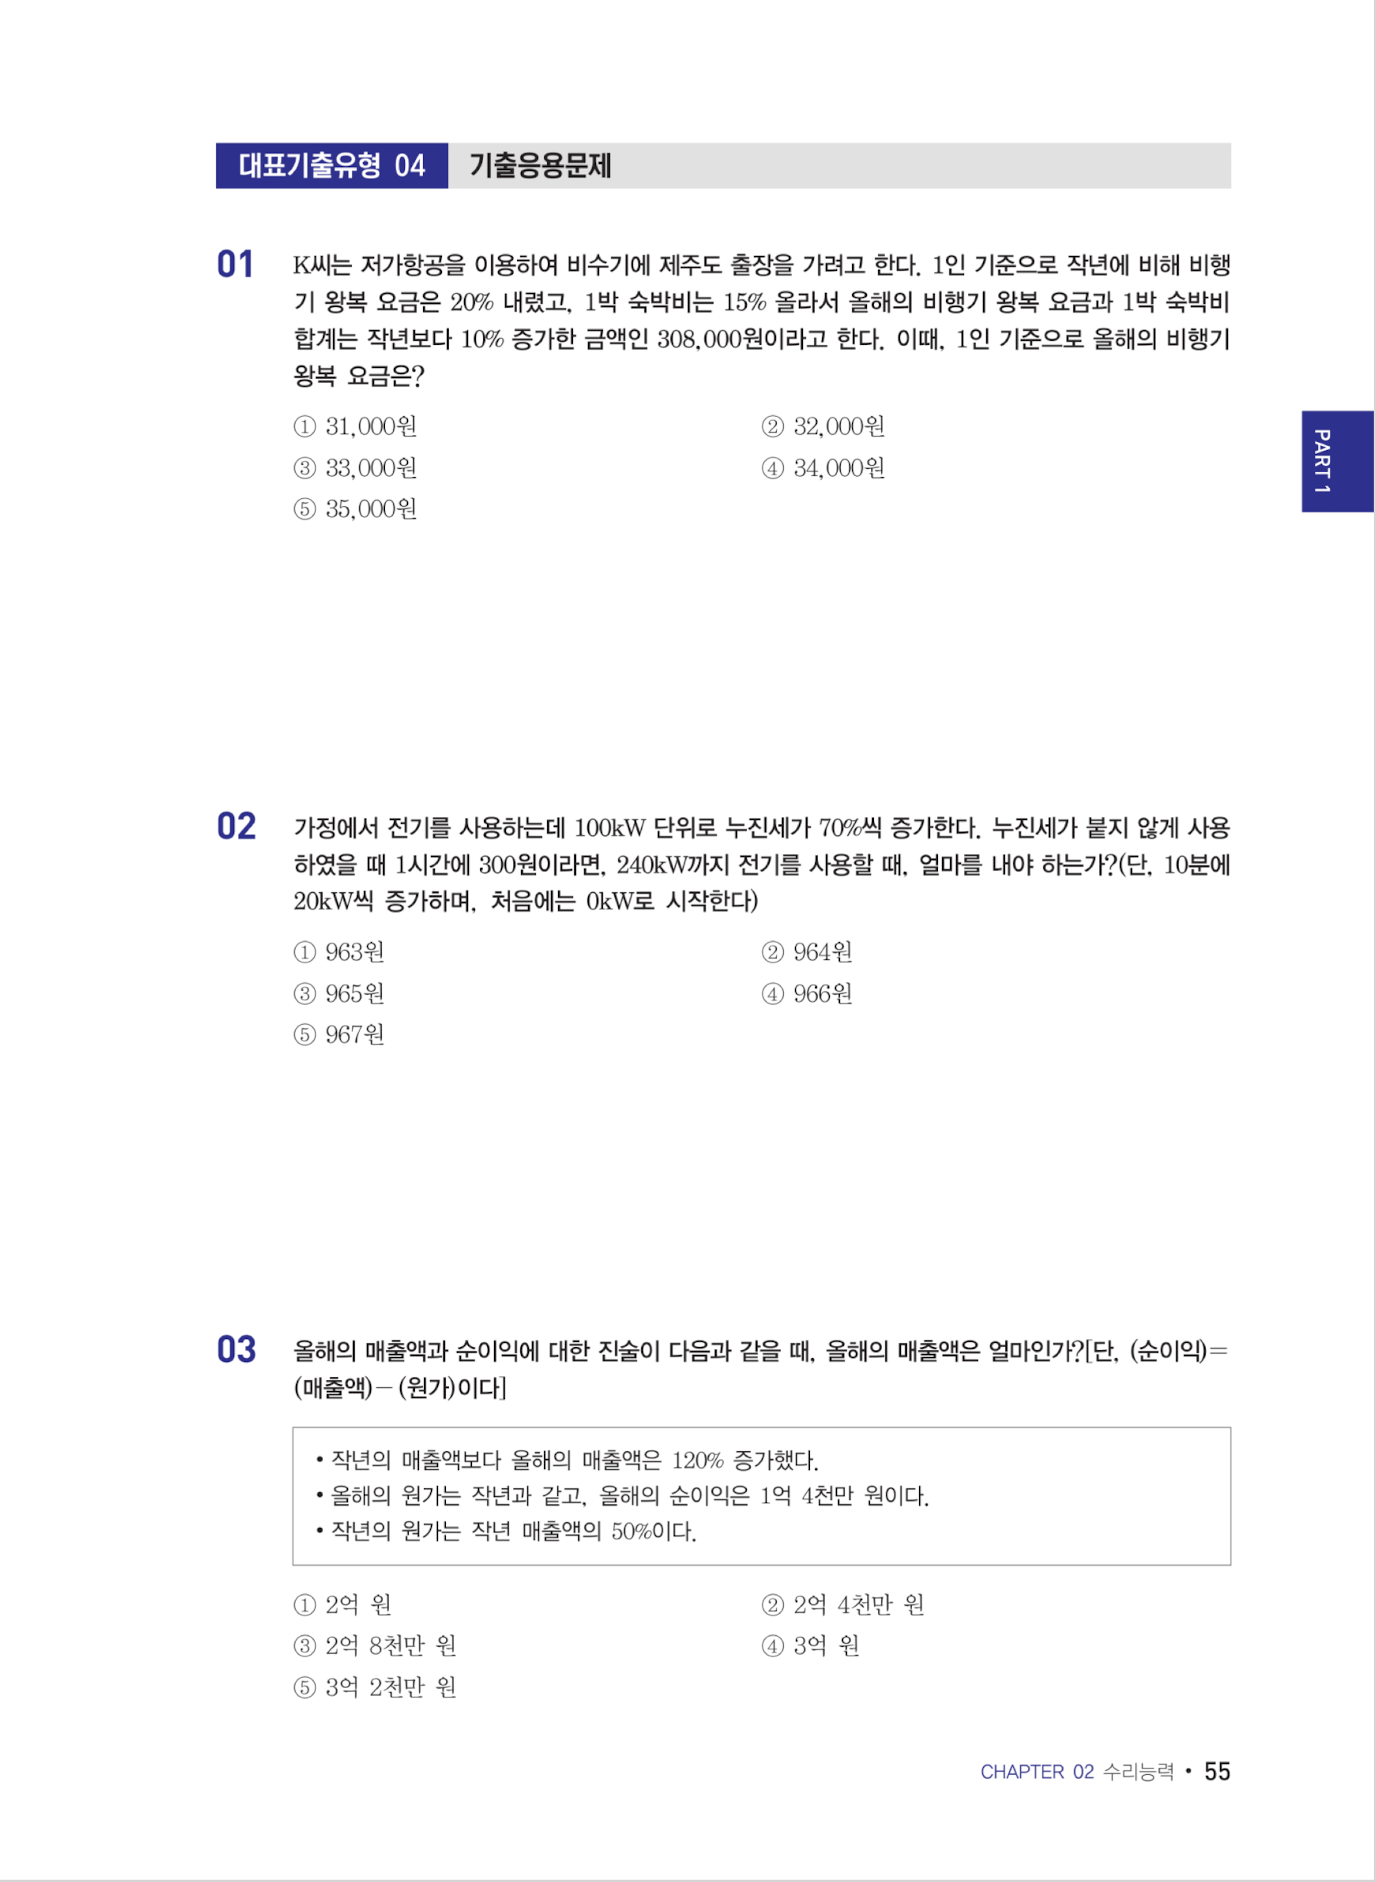 대표기출유형 04 기출응용문제
01 K씨는 저가항공을 이용하여 비수기에 제주도 출장을 가려고 한다. 1인 기준으로 작년에 비해 비행
기 왕복 요금은 20% 내렸고, 1박 숙박비는 15% 올라서 올해의 비행기 왕복 요금과 1박 숙박비
합계는 작년보다 10% 증가한 금액인 308,000원이라고 한다. 이때, 1인 기준으로 올해의 비행기
왕복 요금은?
① 31,000원 ② 32,000원
③ 33,000원 ④ 34,000원
⑤ 35,000원
PART 1
02 가정에서 전기를 사용하는데 100kW 단위로 누진세가 70%씩 증가한다. 누진세가 붙지 않게 사용
하였을 때 1시간에 300원이라면, 240kW까지 전기를 사용할 때, 얼마를 내야 하는가?(단, 10분에
20kW씩 증가하며, 처음에는 0kW로 시작한다)
① 963원 ② 964원
③ 965원 ④ 966원
⑤ 967원
03 올해의 매출액과 순이익에 대한 진술이 다음과 같을 때, 올해의 매출액은 얼마인가?[단, (순이익)=
(매출액)-(원가)이다]
• 작년의 매출액보다 올해의 매출액은 120% 증가했다.
• 올해의 원가는 작년과 같고, 올해의 순이익은 1억 4천만 원이다.
• 작년의 원가는 작년 매출액의 50%이다.
① 2억 원 ② 2억 4천만 원
③ 2억 8천만 원 ④ 3억 원
⑤ 3억 2천만 원
CHAPTER 02 수리능력 • 55